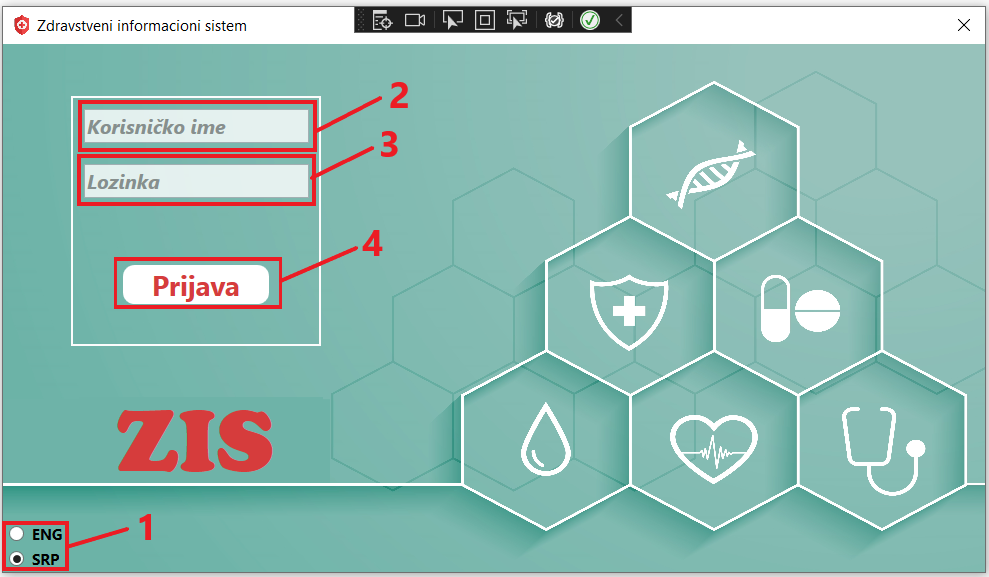 Zdravstveni informacioni sistem
2
Korisničko ime
3
Lozinka
4
Prijava
ZIS
1
ENG
SRP